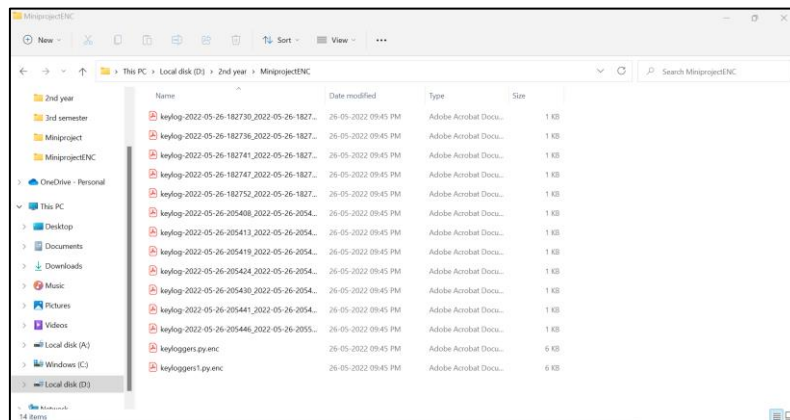 MiniprojectENC
New Sort View •••
This PC > Local disk (D:) > 2nd year > MiniprojectENC Search MiniprojectENC
Name Date modified Type Size
2nd year
3rd semester
Miniproject
MiniprojectENC
OneDrive - Personal
This PC
Desktop
Documents
Downloads
Music
Pictures
Videos
Local disk (A:)
Windows (C:)
Local disk (D:)
Network
keylog-2022-05-26-182730_2022-05-26-1827... 26-05-2022 09:45 PM Adobe Acrobat Docu... 1 KB
keylog-2022-05-26-182736_2022-05-26-1827... 26-05-2022 09:45 PM Adobe Acrobat Docu... 1 KB
keylog-2022-05-26-182741_2022-05-26-1827... 26-05-2022 09:45 PM Adobe Acrobat Docu... 1 KB
keylog-2022-05-26-182747_2022-05-26-1827... 26-05-2022 09:45 PM Adobe Acrobat Docu... 1 KB
keylog-2022-05-26-182752_2022-05-26-1827... 26-05-2022 09:45 PM Adobe Acrobat Docu... 1 KB
keylog-2022-05-26-205408_2022-05-26-2054... 26-05-2022 09:45 PM Adobe Acrobat Docu... 1 KB
keylog-2022-05-26-205413_2022-05-26-2054... 26-05-2022 09:45 PM Adobe Acrobat Docu... 1 KB
keylog-2022-05-26-205419_2022-05-26-2054... 26-05-2022 09:45 PM Adobe Acrobat Docu... 1 KB
keylog-2022-05-26-205424_2022-05-26-2054... 26-05-2022 09:45 PM Adobe Acrobat Docu... 1 KB
keylog-2022-05-26-205430_2022-05-26-2054... 26-05-2022 09:45 PM Adobe Acrobat Docu... 1 KB
keylog-2022-05-26-205441_2022-05-26-2054... 26-05-2022 09:45 PM Adobe Acrobat Docu... 1 KB
keylog-2022-05-26-205446_2022-05-26-2055... 26-05-2022 09:45 PM Adobe Acrobat Docu... 1 KB
keyloggers.py.enc 26-05-2022 09:45 PM Adobe Acrobat Docu... 6 KB
keyloggers1.py.enc 26-05-2022 09:45 PM Adobe Acrobat Docu... 6 KB
14 items